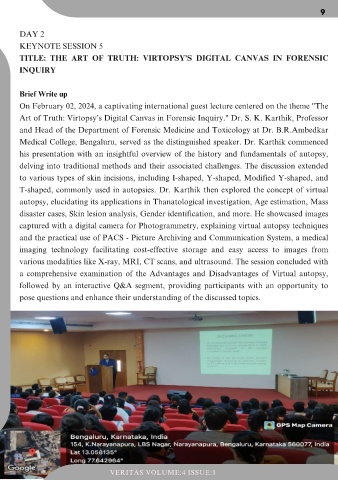 9
DAY 2
KEYNOTE SESSION 5
TITLE: THE ART OF TRUTH: VIRTOPSY'S DIGITAL CANVAS IN FORENSIC
INQUIRY
Brief Write up
On February 02, 2024, a captivating international guest lecture centered on the theme "The
Art of Truth: Virtopsy's Digital Canvas in Forensic Inquiry." Dr. S. K. Karthik, Professor
and Head of the Department of Forensic Medicine and Toxicology at Dr. B.R.Ambedkar
Medical College, Bengaluru, served as the distinguished speaker. Dr. Karthik commenced
his presentation with an insightful overview of the history and fundamentals of autopsy,
delving into traditional methods and their associated challenges. The discussion extended
to various types of skin incisions, including I-shaped, Y-shaped, Modified Y-shaped, and
T-shaped, commonly used in autopsies. Dr. Karthik then explored the concept of virtual
autopsy, elucidating its applications in Thanatological investigation, Age estimation, Mass
disaster cases, Skin lesion analysis, Gender identification, and more. He showcased images
captured with a digital camera for Photogrammetry, explaining virtual autopsy techniques
and the practical use of PACS - Picture Archiving and Communication System, a medical
imaging technology facilitating cost-effective storage and easy access to images from
various modalities like X-ray, MRI, CT scans, and ultrasound. The session concluded with
a comprehensive examination of the Advantages and Disadvantages of Virtual autopsy,
followed by an interactive Q&A segment, providing participants with an opportunity to
pose questions and enhance their understanding of the discussed topics.
GPS Map Camera
Bengaluru, Karnataka, India
154, K.Narayanapura, LBS Nagar, Narayanapura, Bengaluru, Karnataka 560077, India
Lat 13.058135°
Long 77.642964°
Google
VERITAS VOLUME:4 ISSUE:1